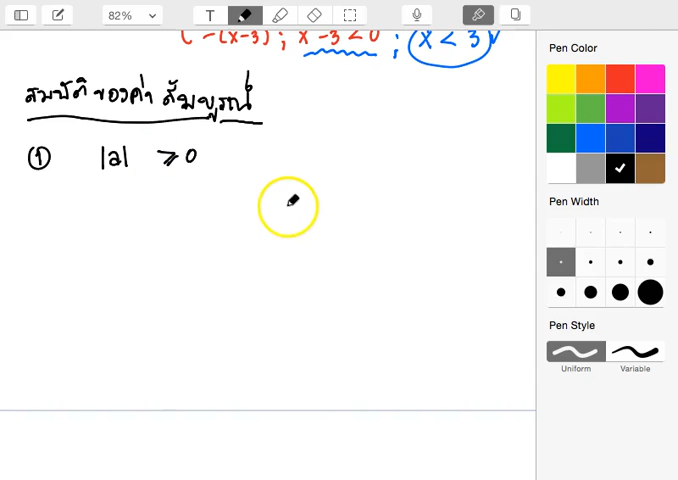 82%
T
(-(x-3) ; x-3<0 ; x < 3
สมบัติของค่าสัมบูรณ์
① |a| ⩾ 0
Pen Color
Pen Width
Pen Style
Uniform Variable